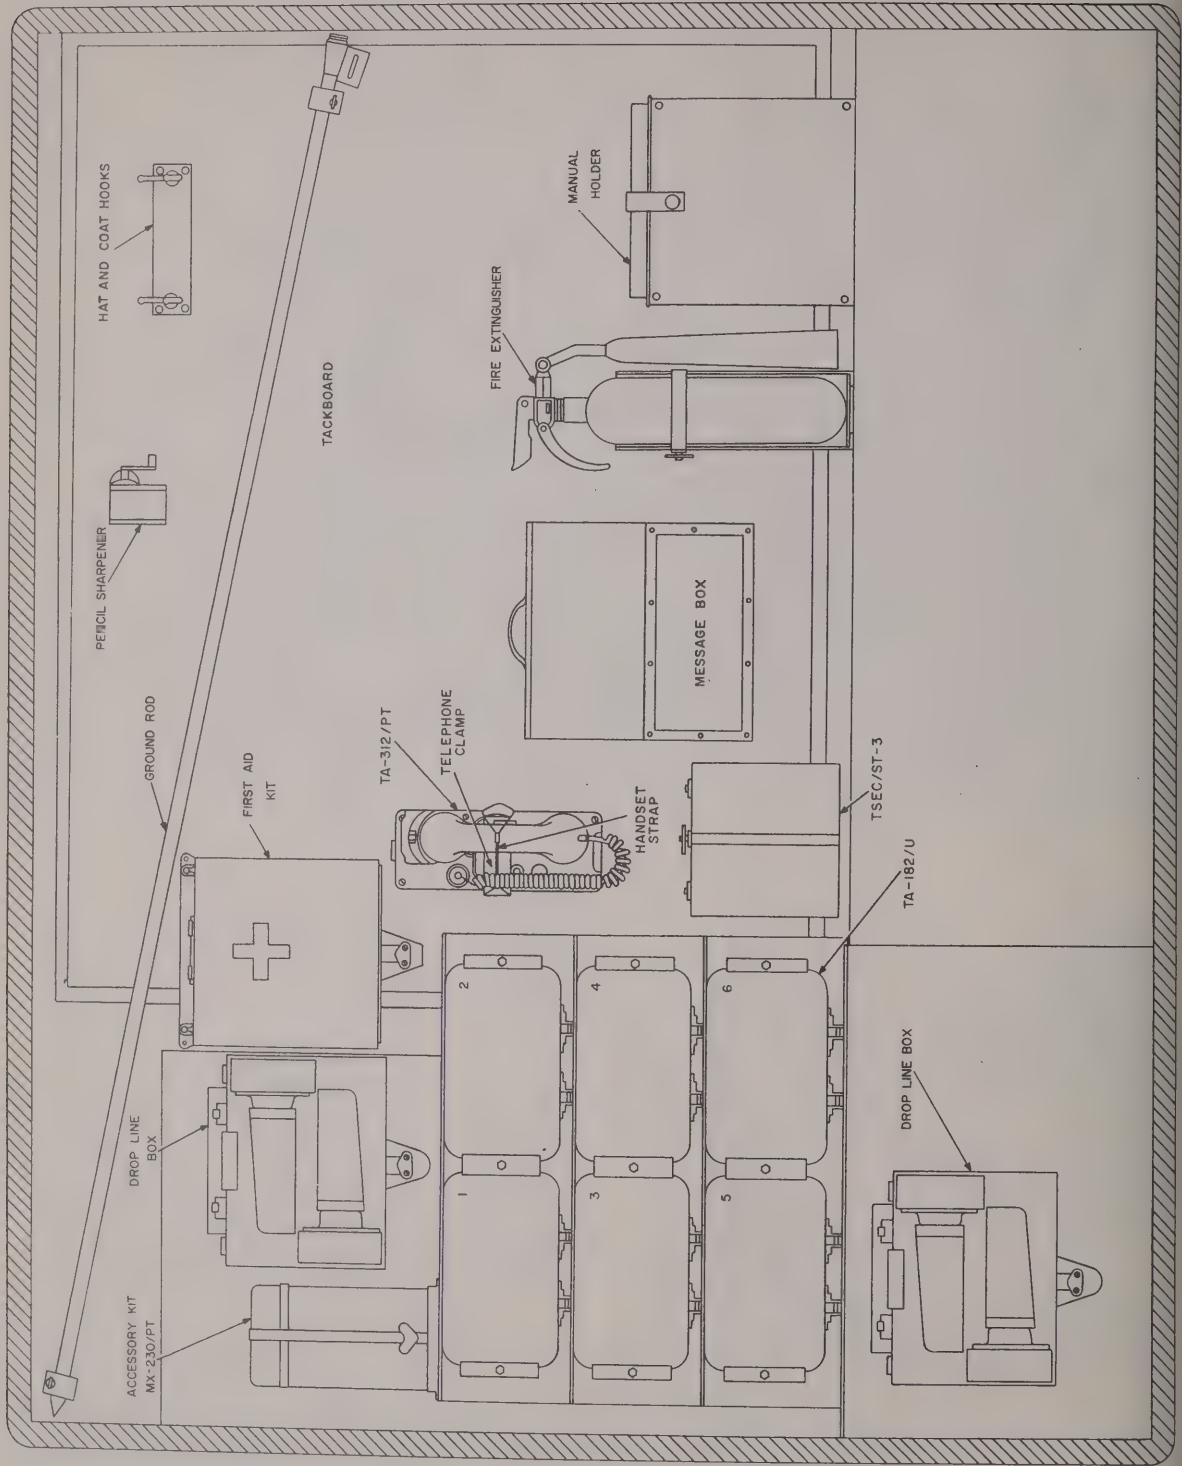 PENCIL SHARPENER
HAT AND COAT HOOKS
ACCESSORY KIT
MX-230/PT
DROP LINE
BOX
GROUND ROD
FIRST AID
KIT
TACKBOARD
TA-312/PT
TELEPHONE
CLAMP
1
2
FIRE EXTINGUISHER
MANUAL
HOLDER
3
4
HANDSET
STRAP
MESSAGE BOX
5
6
TSEC/ST-3
DROP LINE BOX
TA-182/U